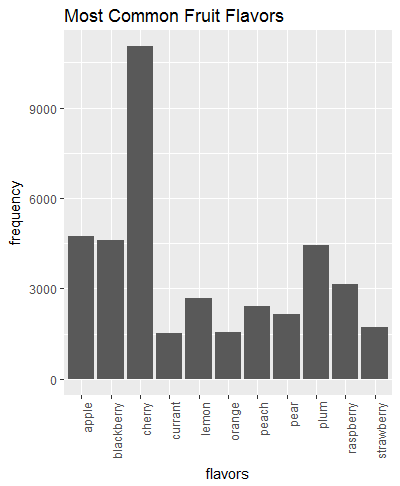 Most Common Fruit Flavors
frequency
9000
6000
3000
0
apple
blackberry
cherry
currant
lemon
orange
peach
pear
plum
raspberry
strawberry
flavors